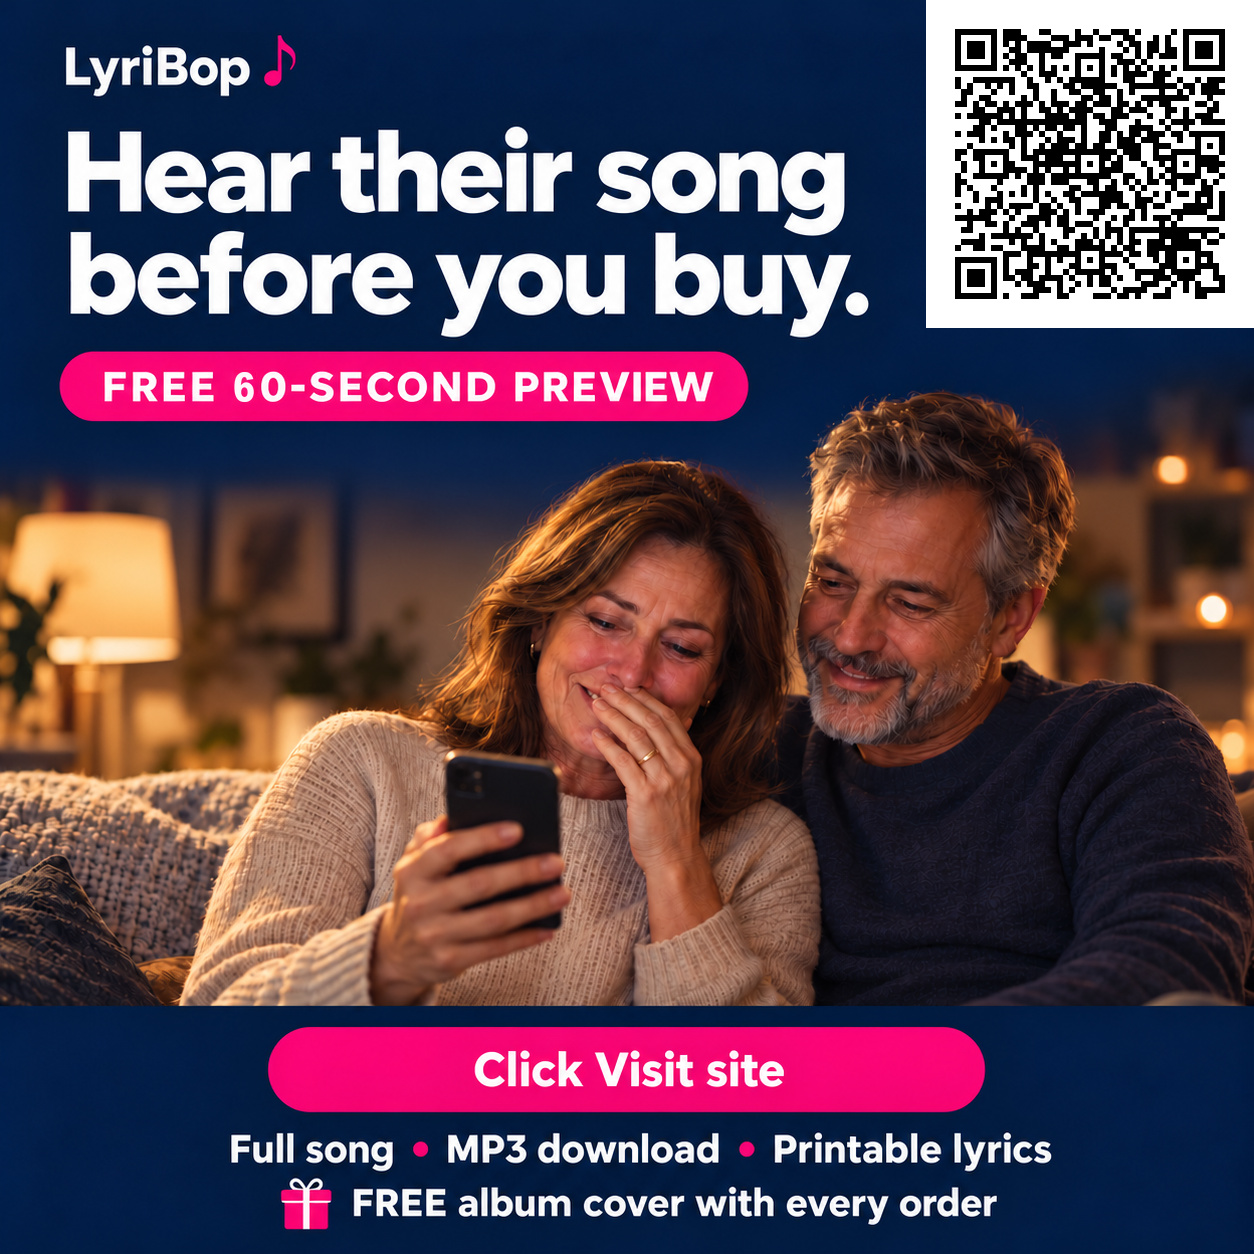 LyriBop
Hear their song
before you buy.
FREE 60-SECOND PREVIEW
Click Visit site
Full song • MP3 download • Printable lyrics
FREE album cover with every order